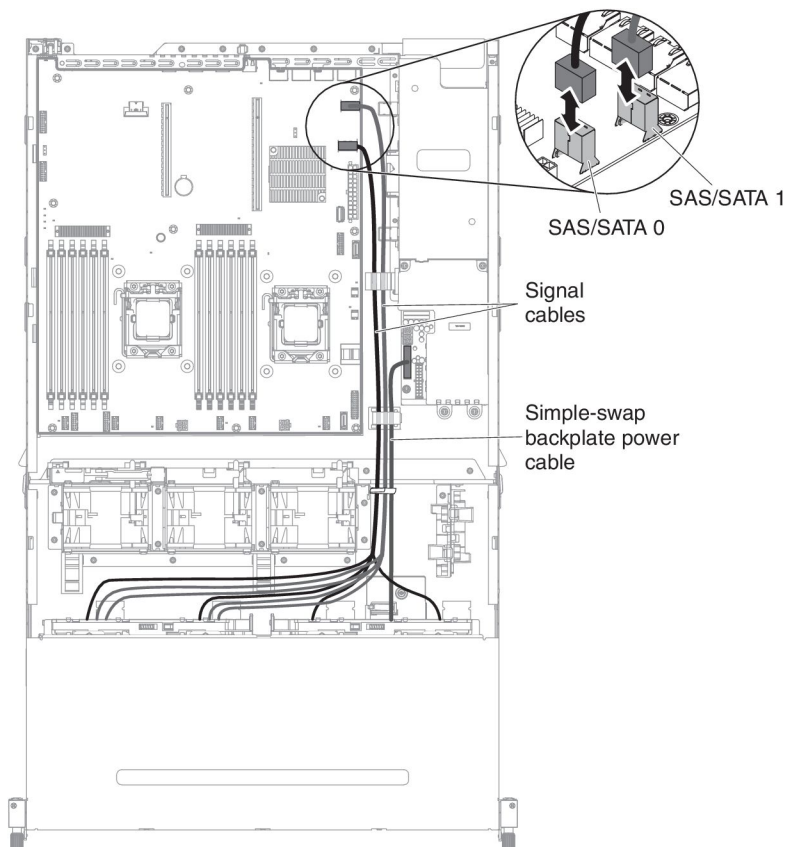 SAS/SATA 1
SAS/SATA 0
Signal
cables
Simple-swap
backplate power
cable